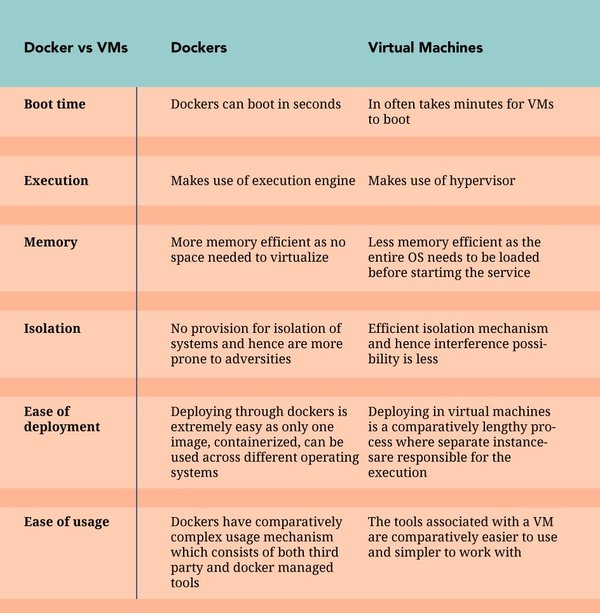 Docker vs VMs
Dockers
Virtual Machines
Boot time
Dockers can boot in seconds
In often takes minutes for VMs
to boot
Execution
Makes use of execution engine
Makes use of hypervisor
Memory
More memory efficient as no
space needed to virtualize
Less memory efficient as the
entire OS needs to be loaded
before startimg the service
Isolation
No provision for isolation of
systems and hence are more
prone to adversities
Efficient isolation mechanism
and hence interference possi-
bility is less
Ease of
deployment
Deploying through dockers is
extremely easy as only one
image, containerized, can be
used across different operating
systems
Deploying in virtual machines
is a comparatively lengthy pro-
cess where separate instance-
sare responsible for the
execution
Ease of usage
Dockers have comparatively
complex usage mechanism
which consists of both third
party and docker managed
tools
The tools associated with a VM
are comparatively easier to use
and simpler to work with